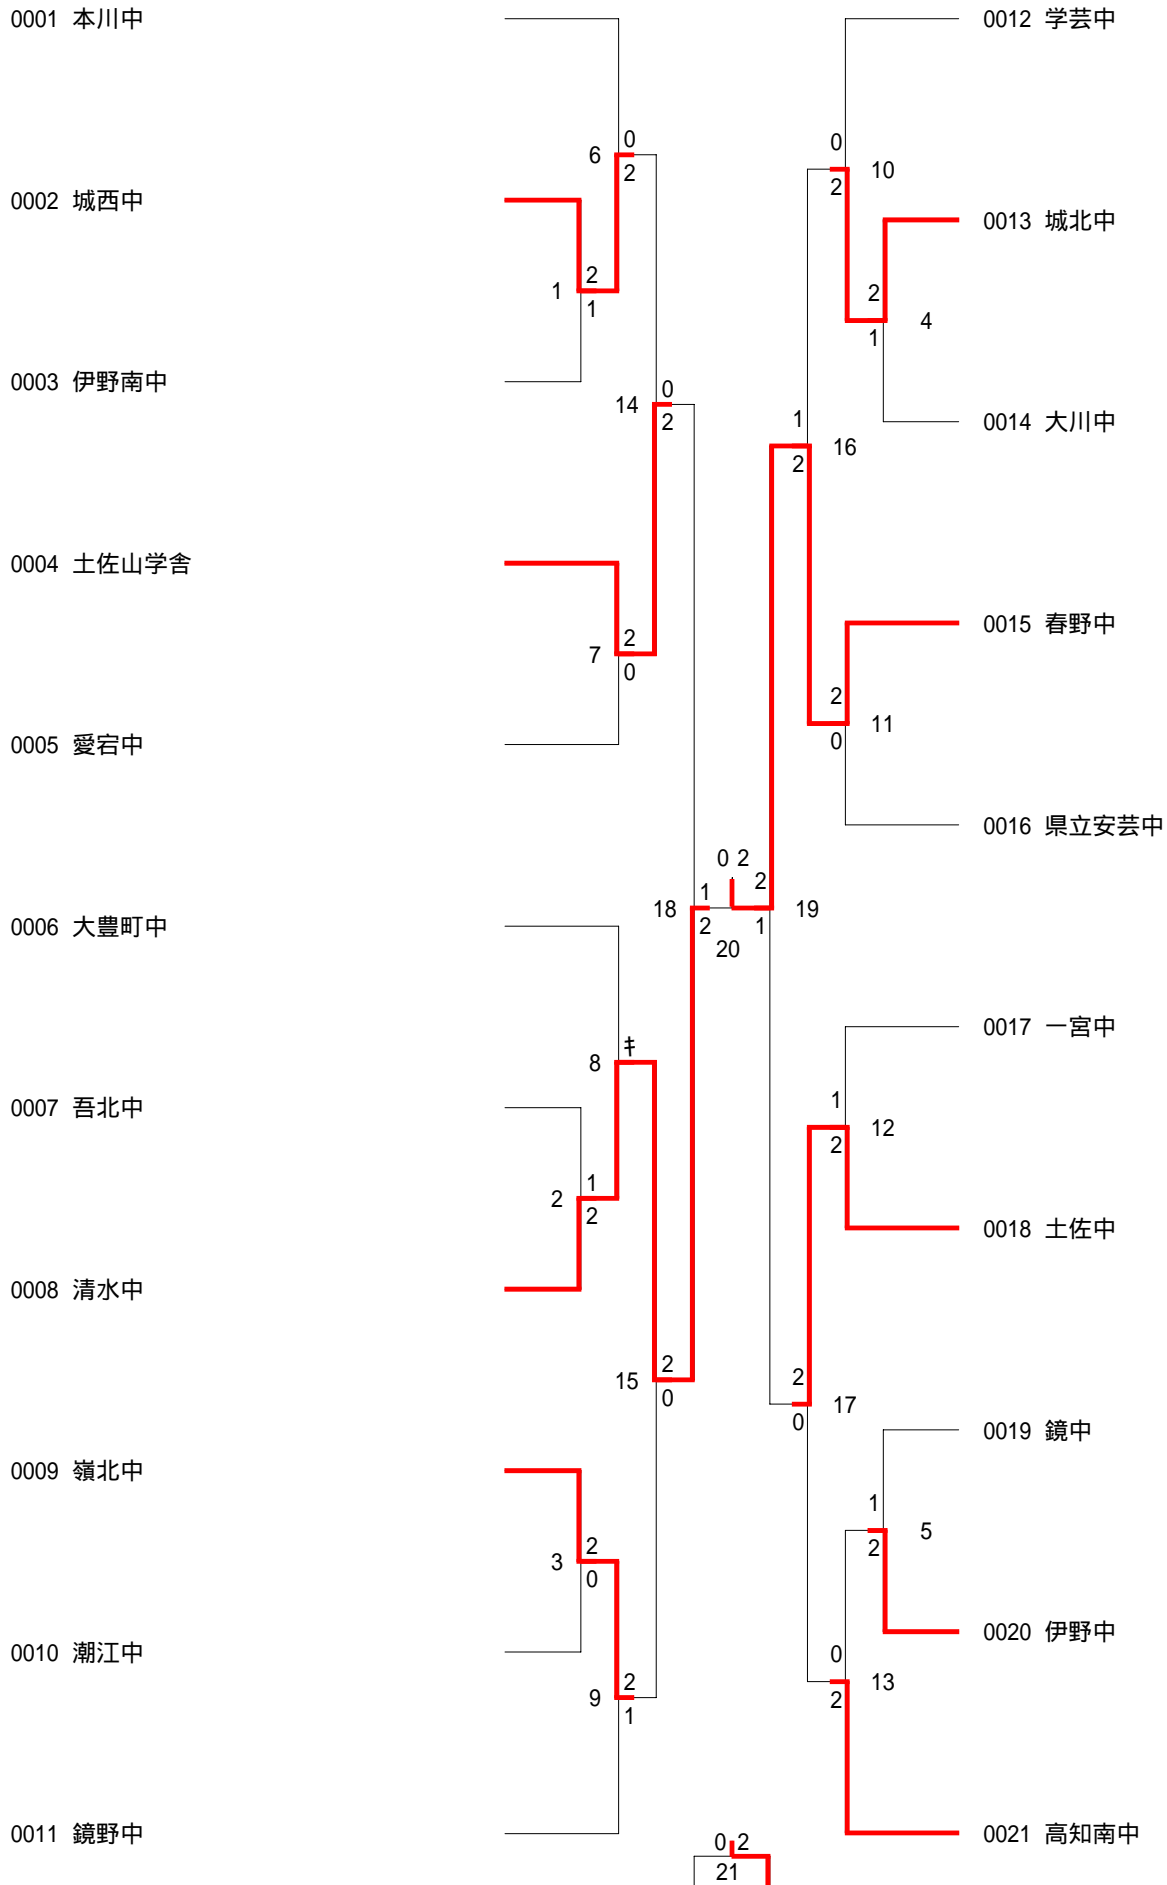 0001 本川中
0012 学芸中
0
6
2
0
10
2
0002 城西中
0013 城北中
2
1
1
2
4
1
0003 伊野南中
0
14
2
0014 大川中
1
16
2
0004 土佐山学舎
0015 春野中
2
7
0
2
11
0
0005 愛宕中
0016 県立安芸中
0 2
1
18
2
20
2
19
1
0006 大豊町中
0017 一宮中
キ
8
1
12
2
0007 吾北中
1
2
2
0018 土佐中
0008 清水中
2
15
0
2
17
0
0019 鏡中
0009 嶺北中
1
5
2
2
3
0
0020 伊野中
0010 潮江中
0
13
2
2
9
1
0011 鏡野中
0021 高知南中
0 2
21